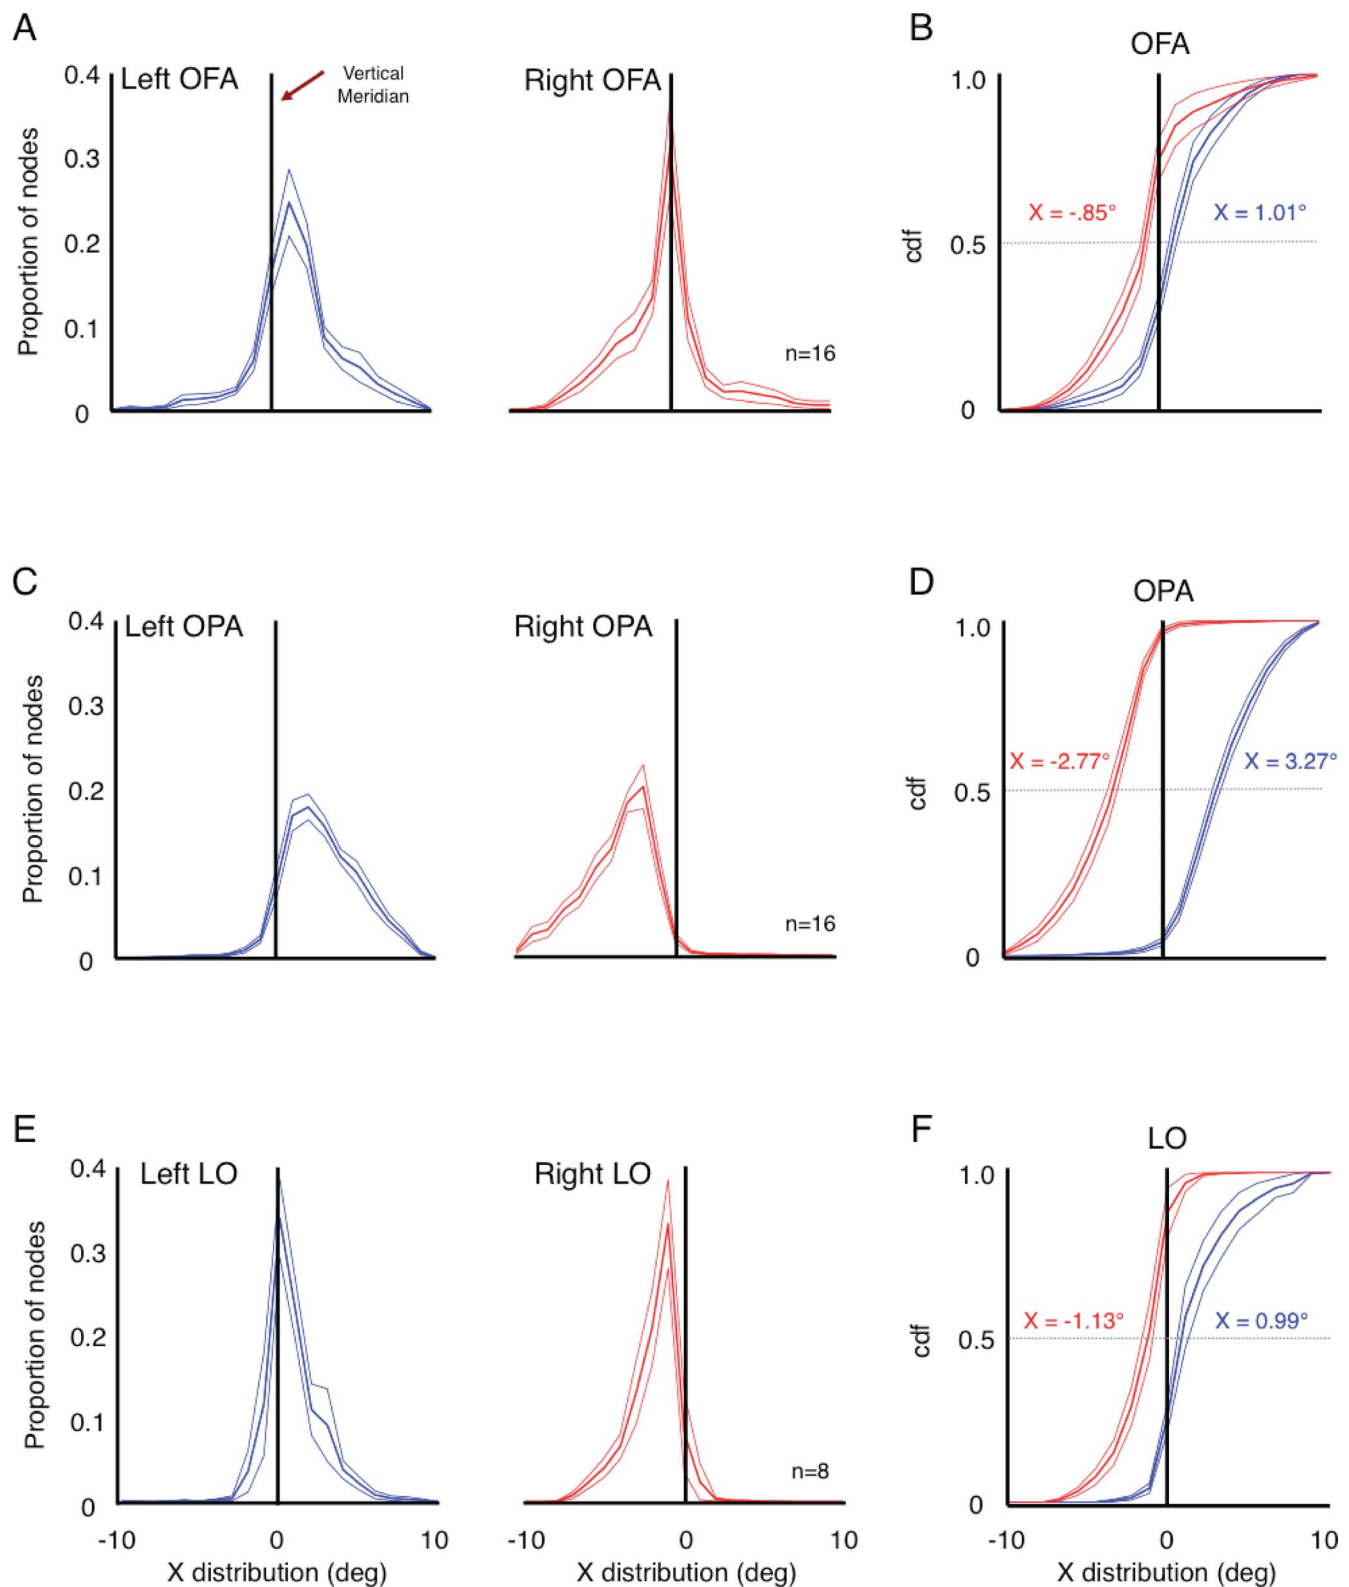 A
B
OFA
0.4
Left OFA
Vertical
Meridian
Right OFA
1.0
Proportion of nodes
0.3
0.2
0.1
0
n=16
cdf
X = -.85°
X = 1.01°
0.5
0
C
D
OPA
0.4
Left OPA
Right OPA
1.0
Proportion of nodes
0.3
0.2
0.1
0
n=16
cdf
X = -2.77°
X = 3.27°
0.5
0
E
F
LO
0.4
Left LO
Right LO
1.0
Proportion of nodes
0.3
0.2
0.1
0
n=8
cdf
X = -1.13°
X = 0.99°
0.5
0
-10
0
10
-10
0
10
-10
0
10
X distribution (deg)
X distribution (deg)
X distribution (deg)